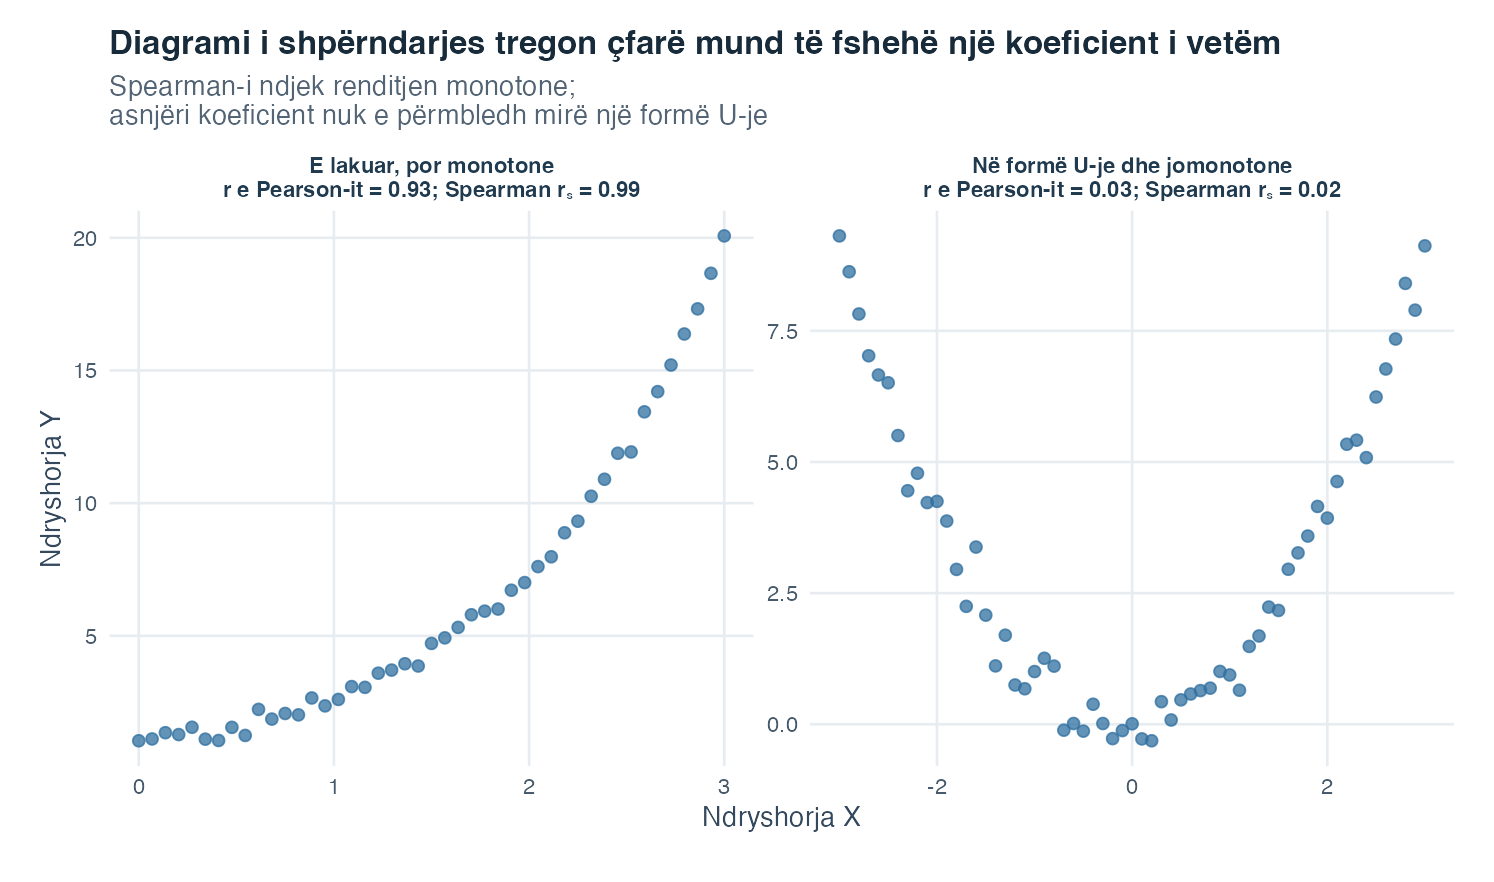 Diagrami i shpërndarjes tregon çfarë mund të fshehë një koeficient i vetëm
Spearman-i ndjek renditjen monotone;
asnjëri koeficient nuk e përmbledh mirë një formë U-je
E lakuar, por monotone
r e Pearson-it = 0.93; Spearman rₛ = 0.99
Në formë U-je dhe jomonotone
r e Pearson-it = 0.03; Spearman rₛ = 0.02
Ndryshorja Y
20
15
10
5
0
1
2
3
7.5
5.0
2.5
0.0
-2
0
2
Ndryshorja X